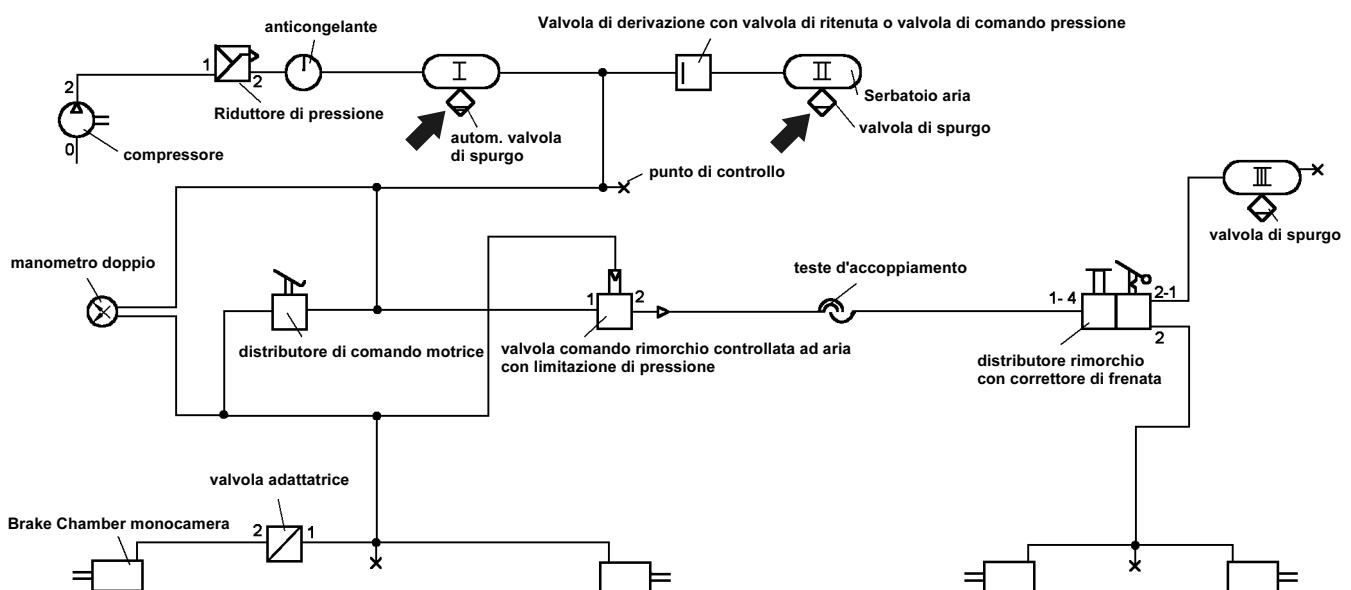 Valvola di derivazione con valvola di ritenuta o valvola di comando pressione
anticongelante
1
2
I
II
2
Riduttore di pressione
Serbatoio aria
autom. valvola
di spurgo
valvola di spurgo
0
compressore
punto di controllo
III
valvola di spurgo
manometro doppio
teste d'accoppiamento
1
2
1- 4
2-1
2
distributore di comando motrice
valvola comando rimorchio controllata ad aria
con limitazione di pressione
distributore rimorchio
con correttore di frenata
valvola adattatrice
Brake Chamber monocamera
2
1